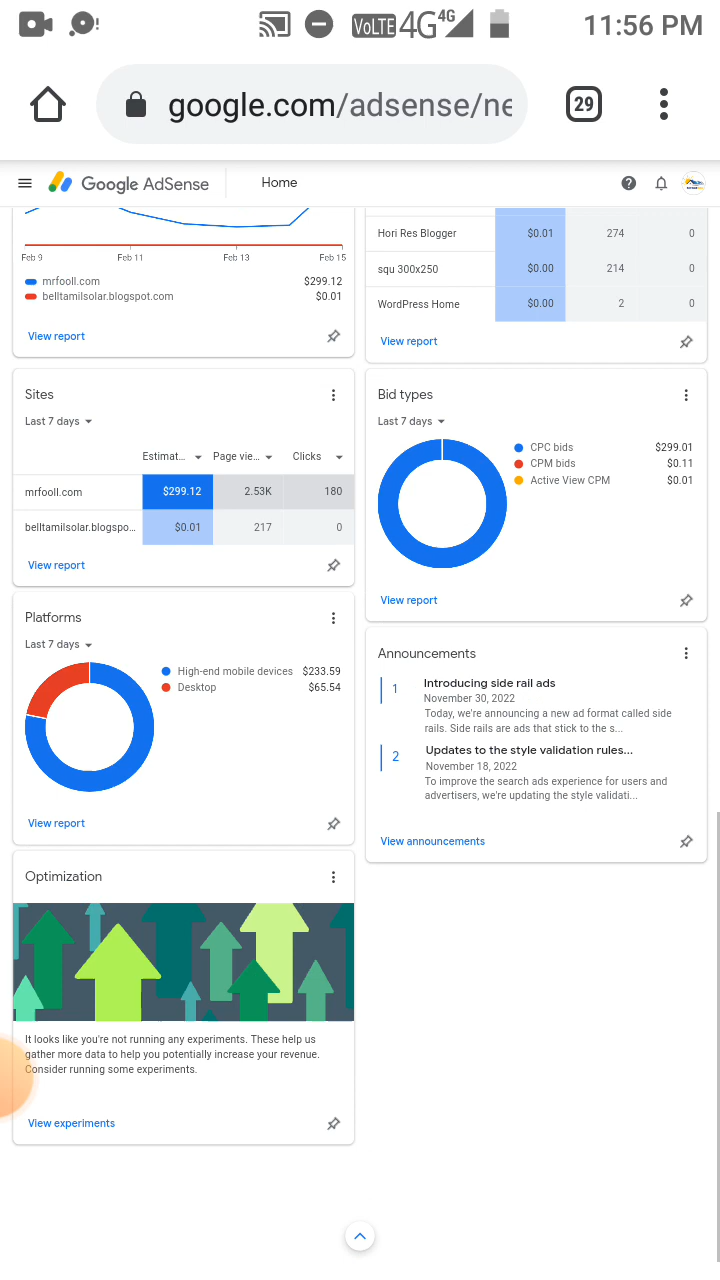 VoLTE 4G 4G 11:56 PM
google.com/adsense/ne
29
Google AdSense Home
Feb 9 Feb 11 Feb 13 Feb 15
mrfooll.com $299.12
belltamilsolar.blogspot.com $0.01
View report
Hori Res Blogger $0.01 274 0
squ 300x250 $0.00 214 0
WordPress Home $0.00 2 0
View report
Sites
Last 7 days
Estimat... Page vie... Clicks
mrfooll.com $299.12 2.53K 180
belltamilsolar.blogspo... $0.01 217 0
View report
Bid types
Last 7 days
CPC bids $299.01
CPM bids $0.11
Active View CPM $0.01
View report
Platforms
Last 7 days
High-end mobile devices $233.59
Desktop $65.54
View report
Announcements
1 Introducing side rail ads
November 30, 2022
Today, we're announcing a new ad format called side
rails. Side rails are ads that stick to the s...
2 Updates to the style validation rules...
November 18, 2022
To improve the search ads experience for users and
advertisers, we're updating the style validati...
View announcements
Optimization
It looks like you're not running any experiments. These help us
gather more data to help you potentially increase your revenue.
Consider running some experiments.
View experiments